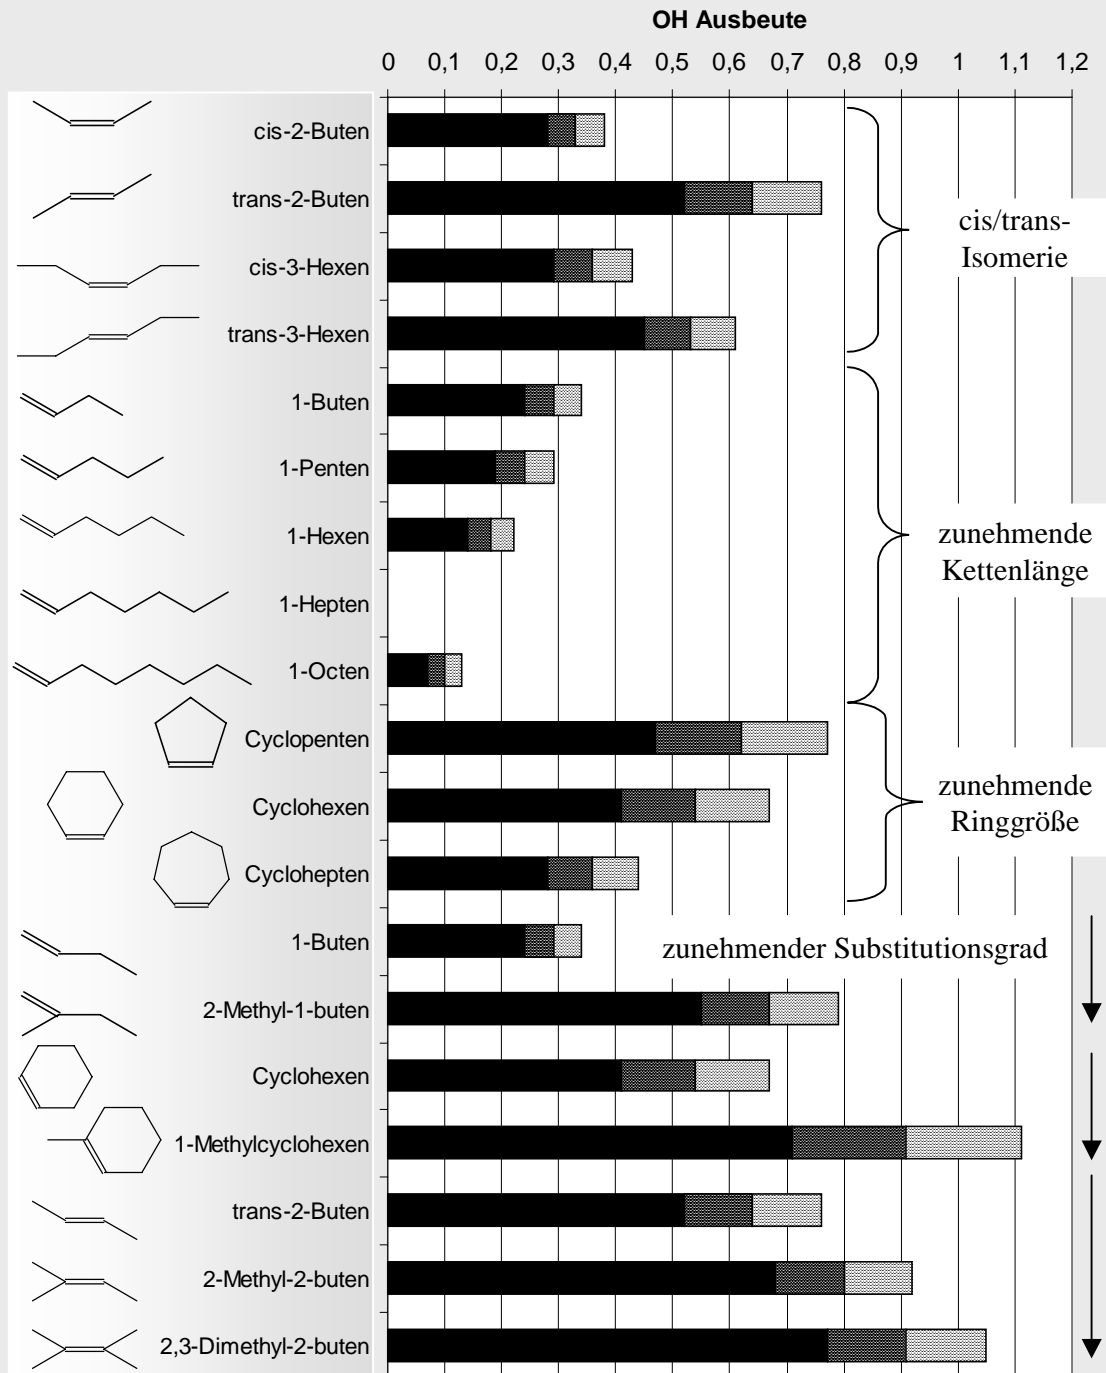 OH Ausbeute
0 0,1 0,2 0,3 0,4 0,5 0,6 0,7 0,8 0,9 1 1,1 1,2
cis-2-Buten
trans-2-Buten
cis-3-Hexen
trans-3-Hexen
cis/trans-
Isomerie
1-Buten
1-Penten
1-Hexen
1-Hepten
1-Octen
zunehmende
Kettenlänge
Cyclopenten
Cyclohexen
Cyclohepten
zunehmende
Ringgröße
1-Buten
zunehmender Substitutionsgrad
2-Methyl-1-buten
Cyclohexen
1-Methylcyclohexen
trans-2-Buten
2-Methyl-2-buten
2,3-Dimethyl-2-buten